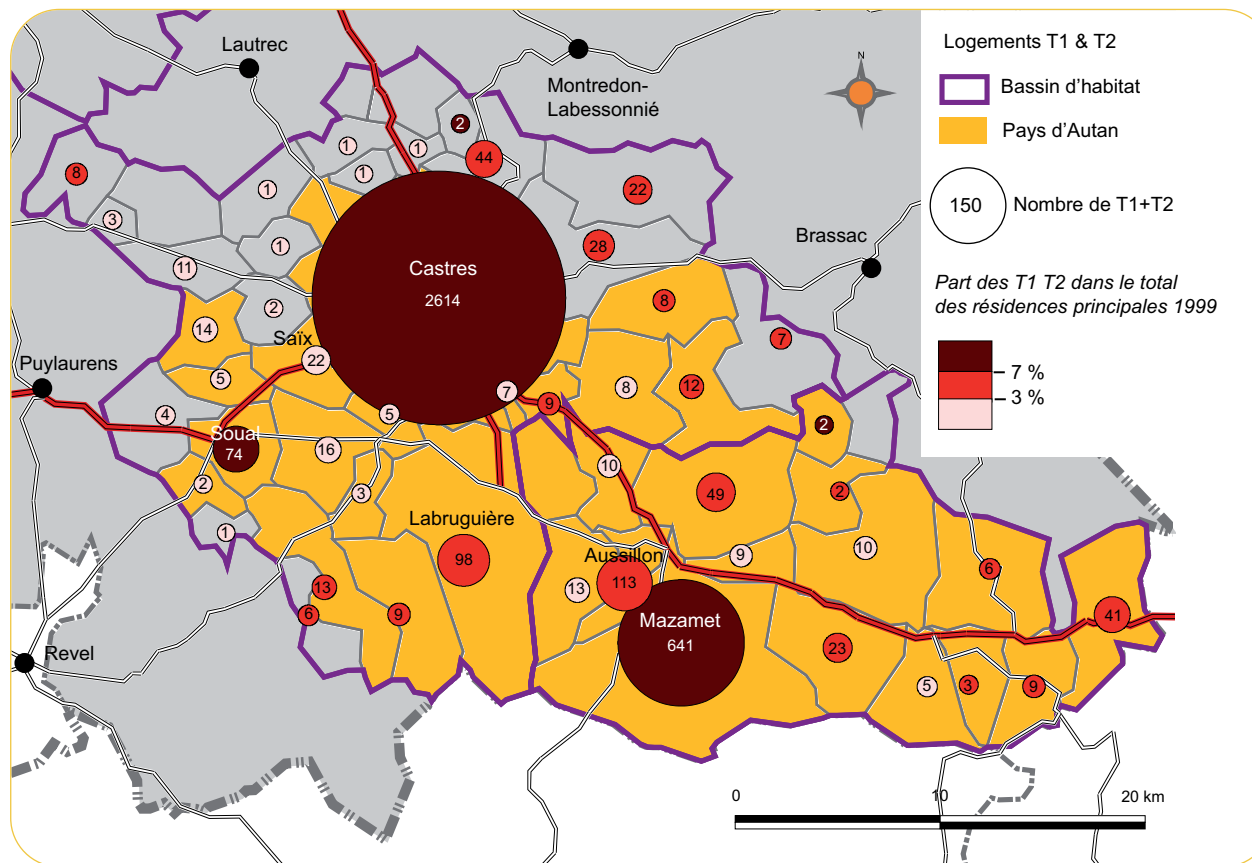 Lautrec
Montredon-
Labessonnié
N
Logements T1 & T2
Bassin d'habitat
Pays d'Autan
150
Nombre de T1+T2
Part des T1 T2 dans le total
des résidences principales 1999
7 %
3 %
2
1
1
44
1
8
1
22
3
1
28
Brassac
11
Castres
2614
2
8
14
Saïx
7
22
Puylaurens
5
7
8
12
9
4
5
2
Soual
74
16
10
2
3
49
2
Labruguière
1
9
10
Aussillon
98
113
13
6
13
6
9
Mazamet
641
41
23
Revel
5
3
9
0
10
20 km